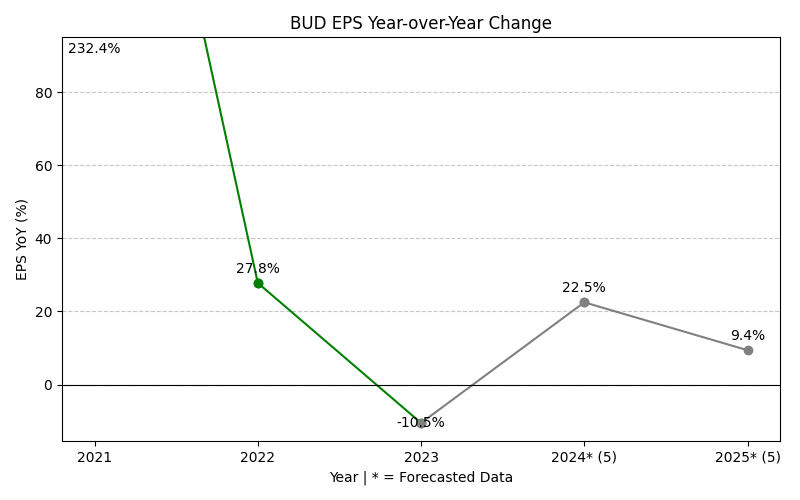 BUD EPS Year-over-Year Change
232.4%
80
60
40
27.8%
22.5%
20
9.4%
0
-10.5%
EPS YoY (%)
2021 2022 2023 2024* (5) 2025* (5)
Year | * = Forecasted Data